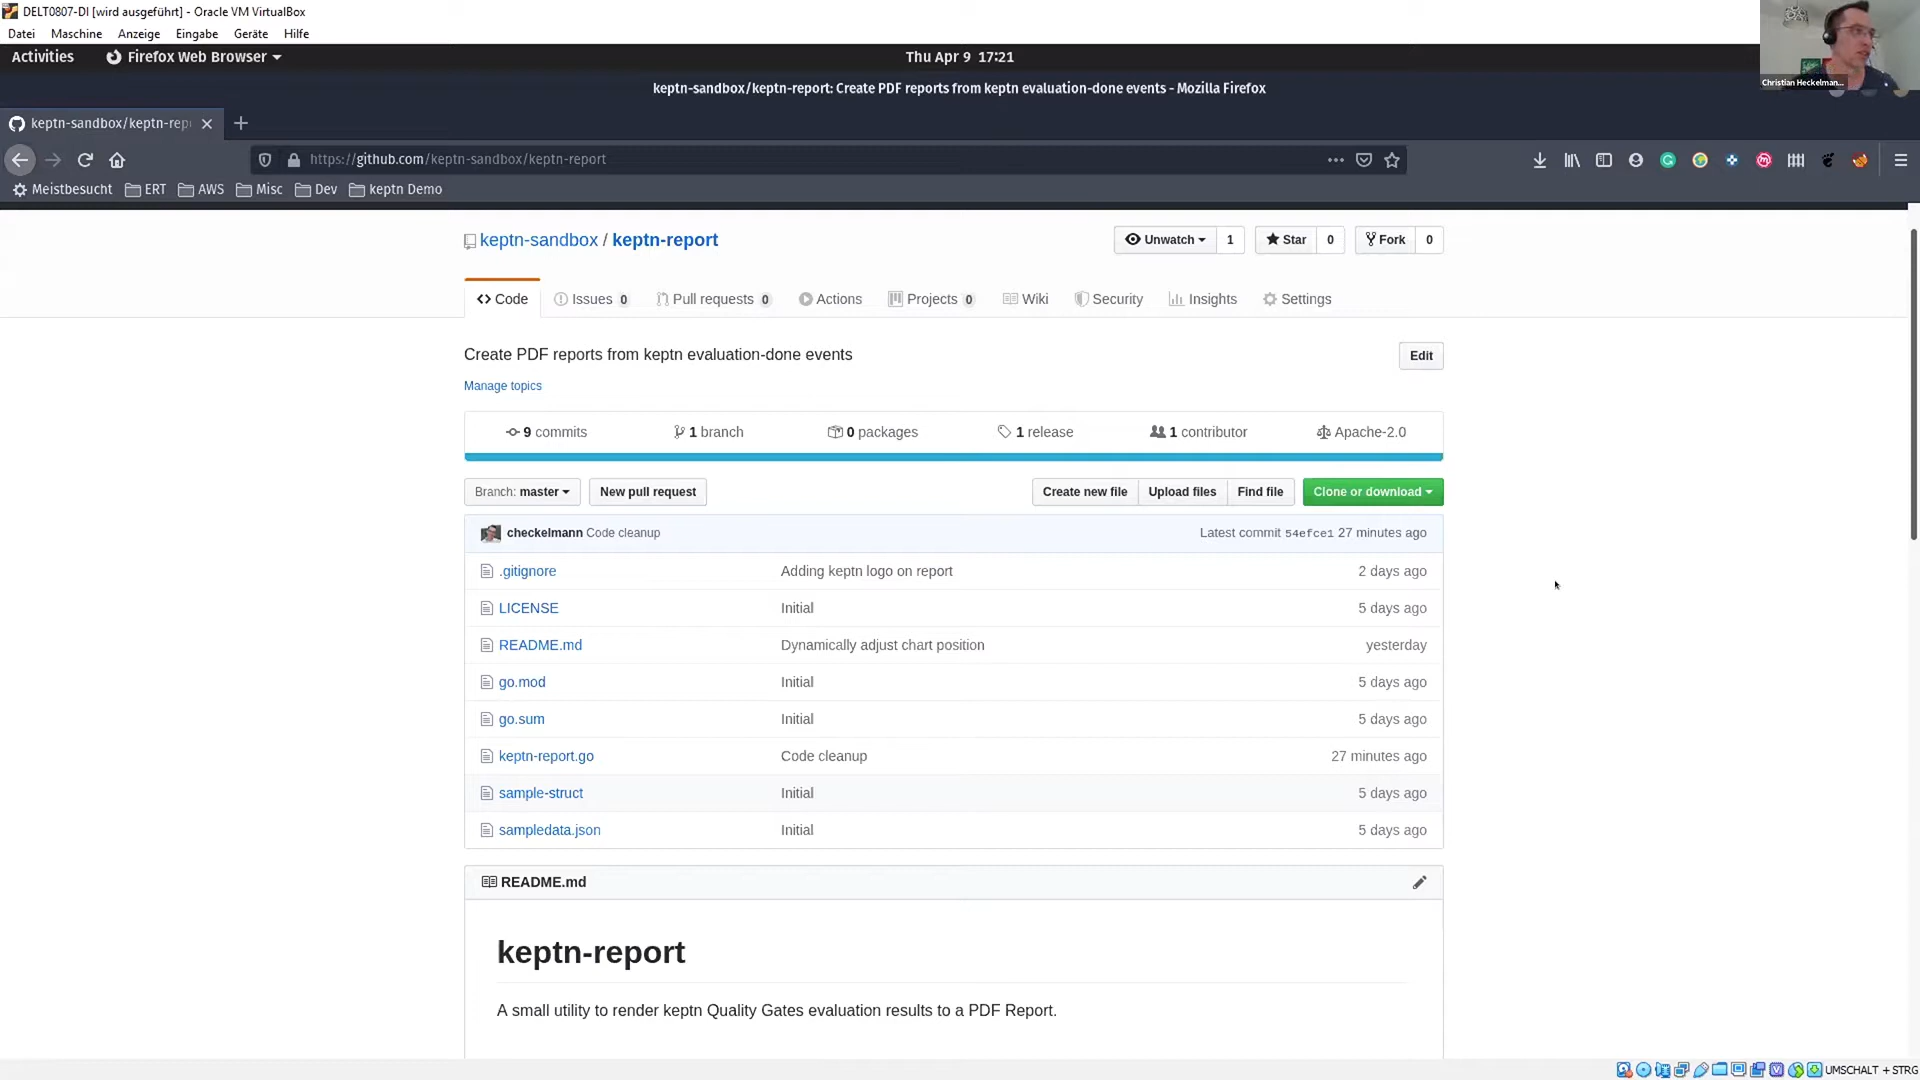 DELT0807-DI [wird ausgeführt] - Oracle VM VirtualBox
Datei Maschine Anzeige Eingabe Geräte Hilfe
Activities Firefox Web Browser Thu Apr 9 17:21
Christian Heckelman...
keptn-sandbox/keptn-report: Create PDF reports from keptn evaluation-done events - Mozilla Firefox
keptn-sandbox/keptn-rep
https://github.com/keptn-sandbox/keptn-report
Meistbesucht ERT AWS Misc Dev keptn Demo
keptn-sandbox / keptn-report Unwatch 1 Star 0 Fork 0
Code Issues 0 Pull requests 0 Actions Projects 0 Wiki Security Insights Settings
Create PDF reports from keptn evaluation-done events Edit
Manage topics
9 commits 1 branch 0 packages 1 release 1 contributor Apache-2.0
Branch: master New pull request Create new file Upload files Find file Clone or download
checkelmann Code cleanup Latest commit 54efce1 27 minutes ago
.gitignore Adding keptn logo on report 2 days ago
LICENSE Initial 5 days ago
README.md Dynamically adjust chart position yesterday
go.mod Initial 5 days ago
go.sum Initial 5 days ago
keptn-report.go Code cleanup 27 minutes ago
sample-struct Initial 5 days ago
sampledata.json Initial 5 days ago
README.md
keptn-report
A small utility to render keptn Quality Gates evaluation results to a PDF Report.
UMSCHALT + STRG